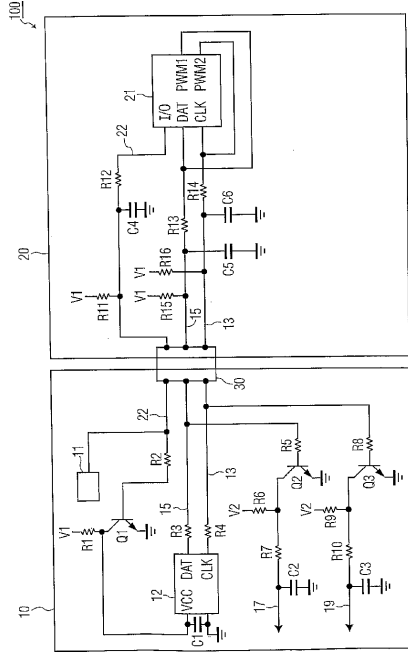 100
10
20
11
V1
R1
Q1
R2
22
12
VCC
DAT
CLK
C1
R3
R4
15
13
V2
R6
R5
Q2
R7
C2
17
V2
R9
R8
Q3
R10
C3
19
30
V1
R11
R12
22
C4
21
I/O
DAT
CLK
PWM1
PWM2
V1
R15
V1
R16
R13
R14
15
13
C5
C6